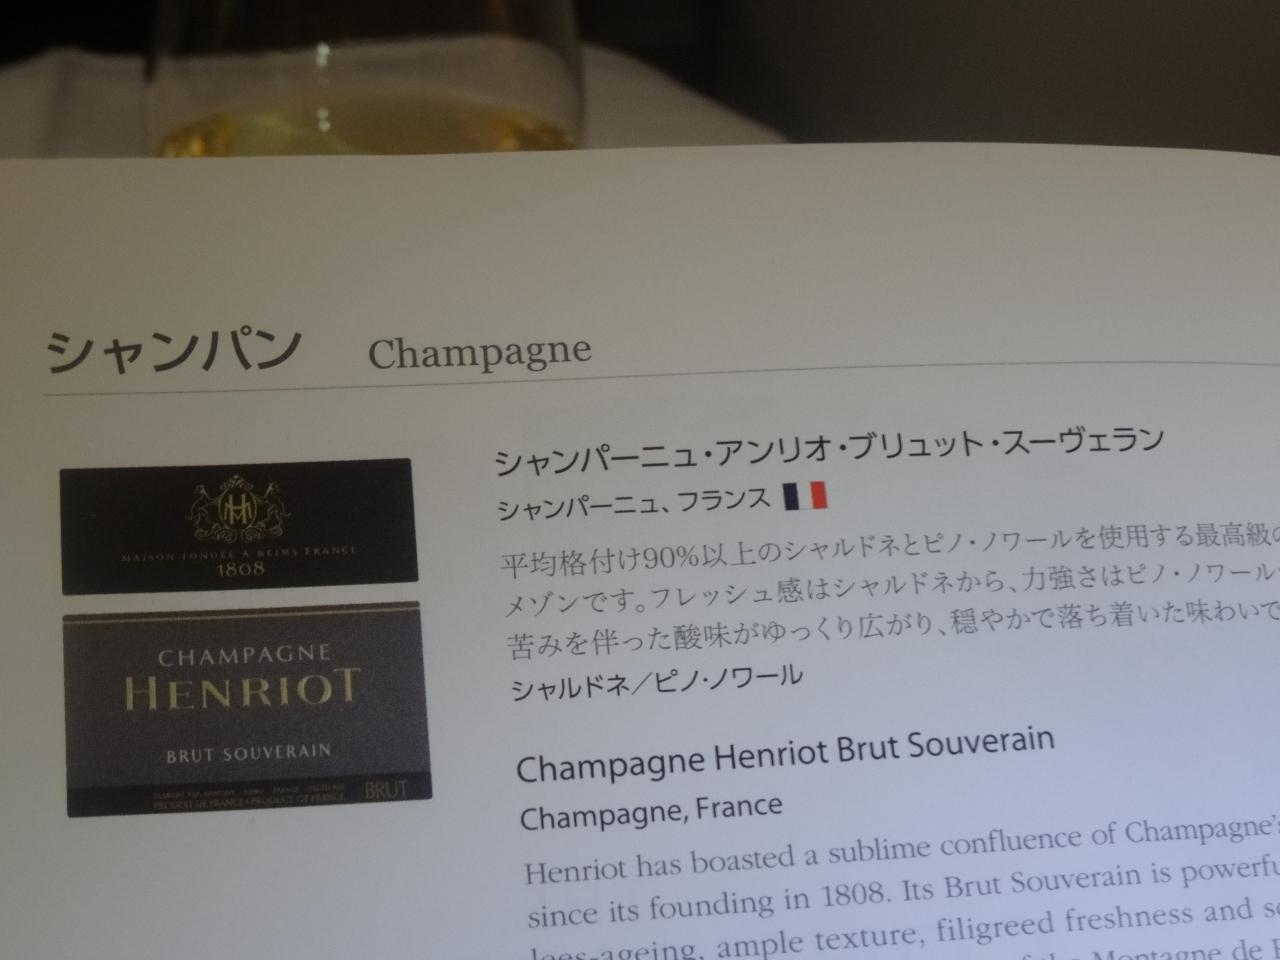 シャンパン Champagne
MAISON FONDÉE A REIMS FRANCE
1808
CHAMPAGNE
HENRIOT
BRUT SOUVERAIN
BRUT
PRODUIT DE FRANCE • PRODUCT OF FRANCE
シャンパーニュ・アンリオ・ブリュット・スーヴェラン
シャンパーニュ、フランス
平均格付け90%以上のシャルドネとピノ・ノワールを使用する最高級の
メゾンです。フレッシュ感はシャルドネから、力強さはピノ・ノワール
苦みを伴った酸味がゆっくり広がり、穏やかで落ち着いた味わいで
シャルドネ／ピノ・ノワール
Champagne Henriot Brut Souverain
Champagne, France
Henriot has boasted a sublime confluence of Champagne's
since its founding in 1808. Its Brut Souverain is powerfu
lees-ageing, ample texture, filigreed freshness and
Montagne de